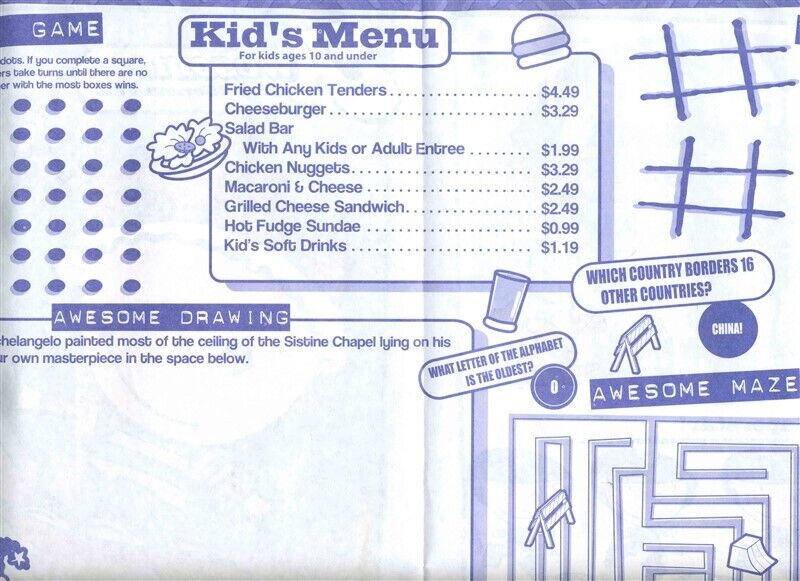 GAME
dots. If you complete a square,
ers take turns until there are no
er with the most boxes wins.
Kid's Menu
For kids ages 10 and under
Fried Chicken Tenders........................ $4.49
Cheeseburger................................. $3.29
Salad Bar
With Any Kids or Adult Entree ......... $1.99
Chicken Nuggets.............................. $3.29
Macaroni & Cheese ........................... $2.49
Grilled Cheese Sandwich...................... $2.49
Hot Fudge Sundae ............................ $0.99
Kid's Soft Drinks ........................... $1.19
WHICH COUNTRY BORDERS 16
OTHER COUNTRIES?
CHINA!
AWESOME DRAWING
chelangelo painted most of the ceiling of the Sistine Chapel lying on his
ur own masterpiece in the space below.
WHAT LETTER OF THE ALPHABET
IS THE OLDEST?
O
AWESOME MAZE